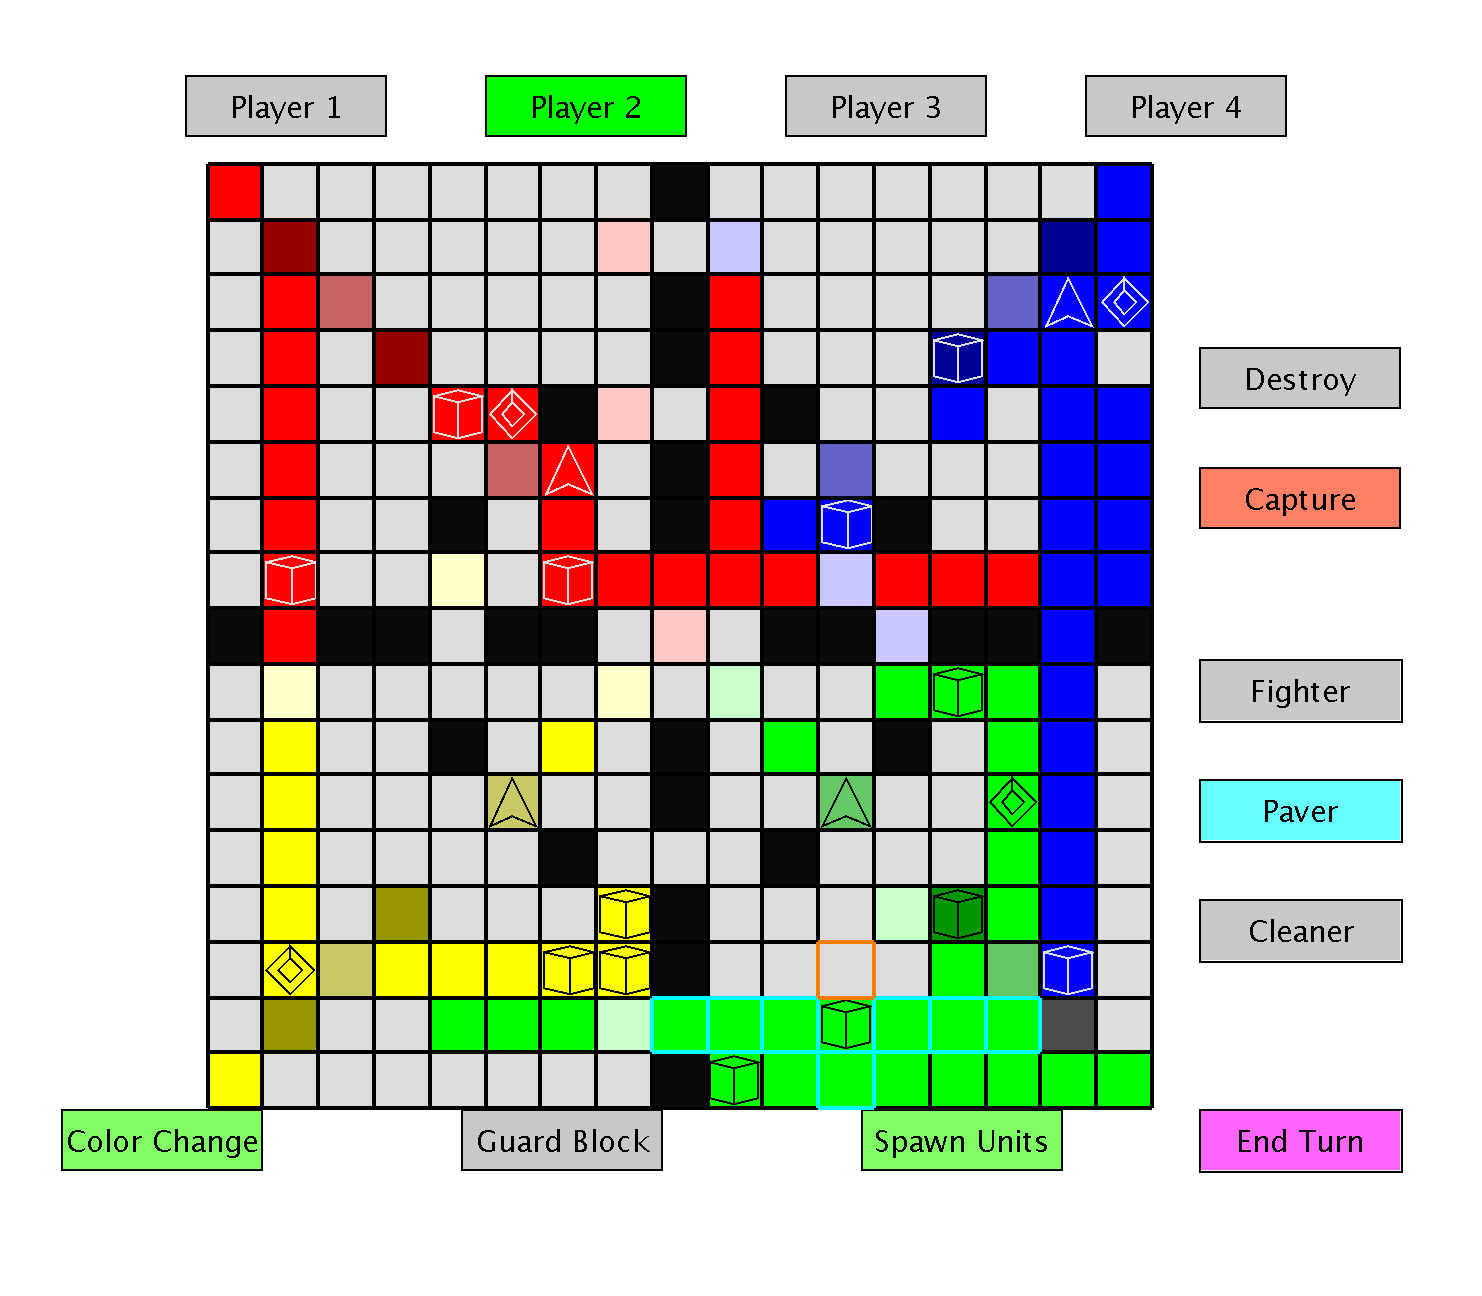 Player 1
Player 2
Player 3
Player 4
Destroy
Capture
Fighter
Paver
Cleaner
Color Change
Guard Block
Spawn Units
End Turn